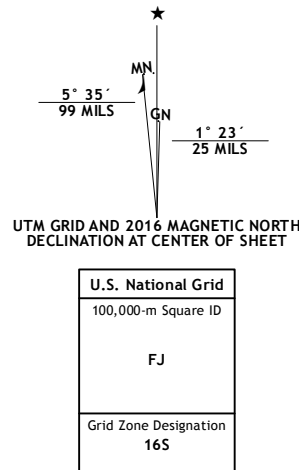 MN.
5° 35´
99 MILS
GN
1° 23´
25 MILS
UTM GRID AND 2016 MAGNETIC NORTH
DECLINATION AT CENTER OF SHEET
U.S. National Grid
100,000-m Square ID
FJ
Grid Zone Designation
16S